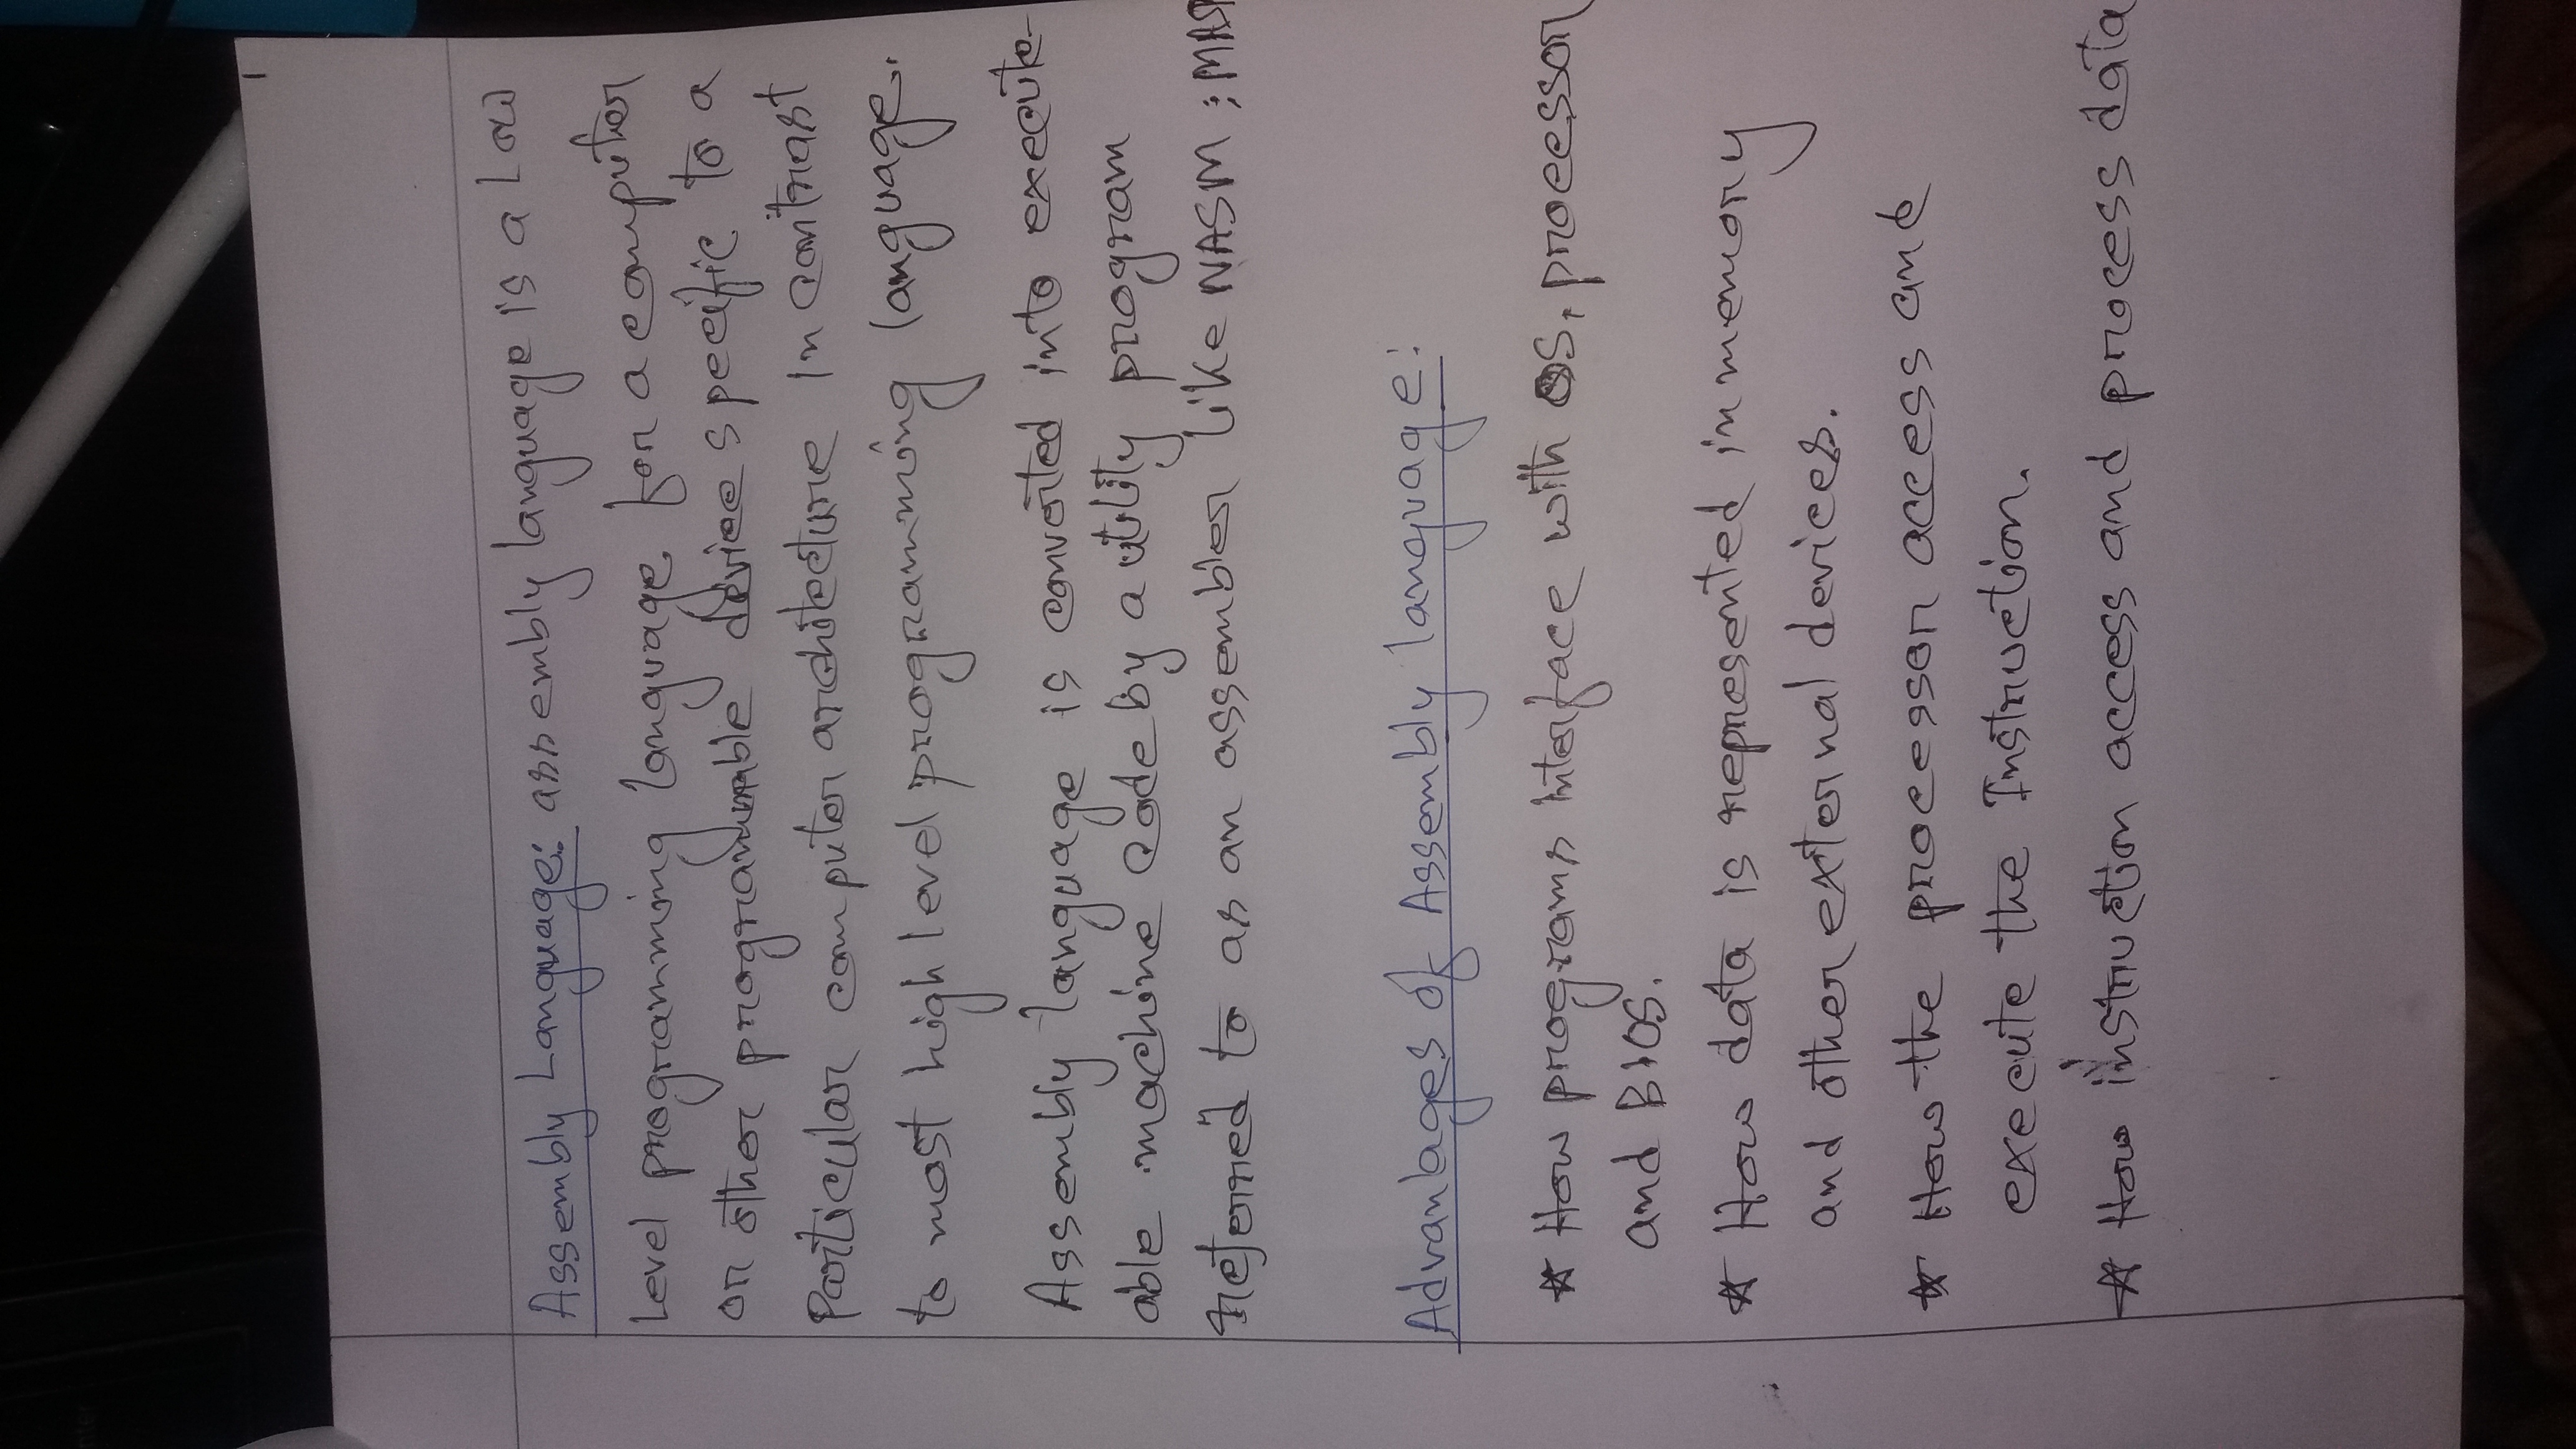 1
Assembly Language: assembly language is a Low
Level programming language for a computer
or other programmable device specific to a
Particular computer architecture In contrast
to most high level programming language.
Assembly language is converted into execute-
able machine code by a utility program
referred to as an assembler like NASM ; MASM
Advantages of Assembly language:
* How programs Interface with OS, processor
and BIOS.
* How data is represented in memory
and other external devices.
* How the processor access and
execute the Instruction.
* How instruction access and process data